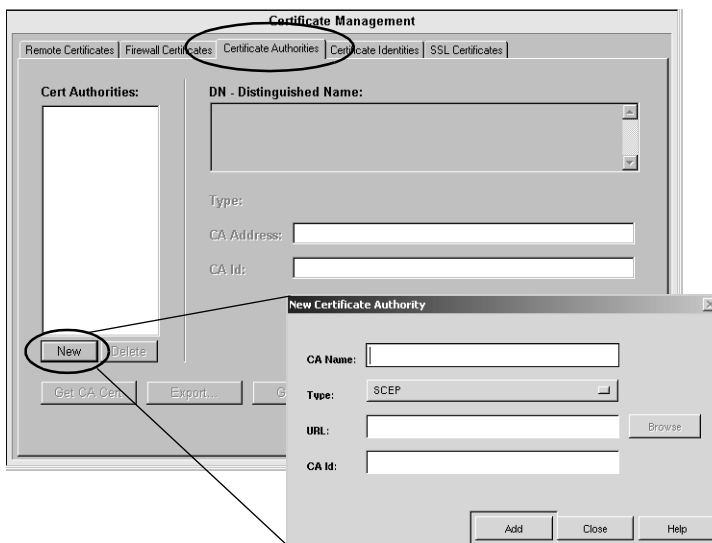 Certificate Management
Remote Certificates Firewall Certificates Certificate Authorities Certificate Identities SSL Certificates
Cert Authorities:
DN - Distinguished Name:
Type:
CA Address:
CA Id:
New Delete
Get CA Cert Export... G
New Certificate Authority
CA Name:
Type: SCEP
URL: Browse
CA Id:
Add Close Help